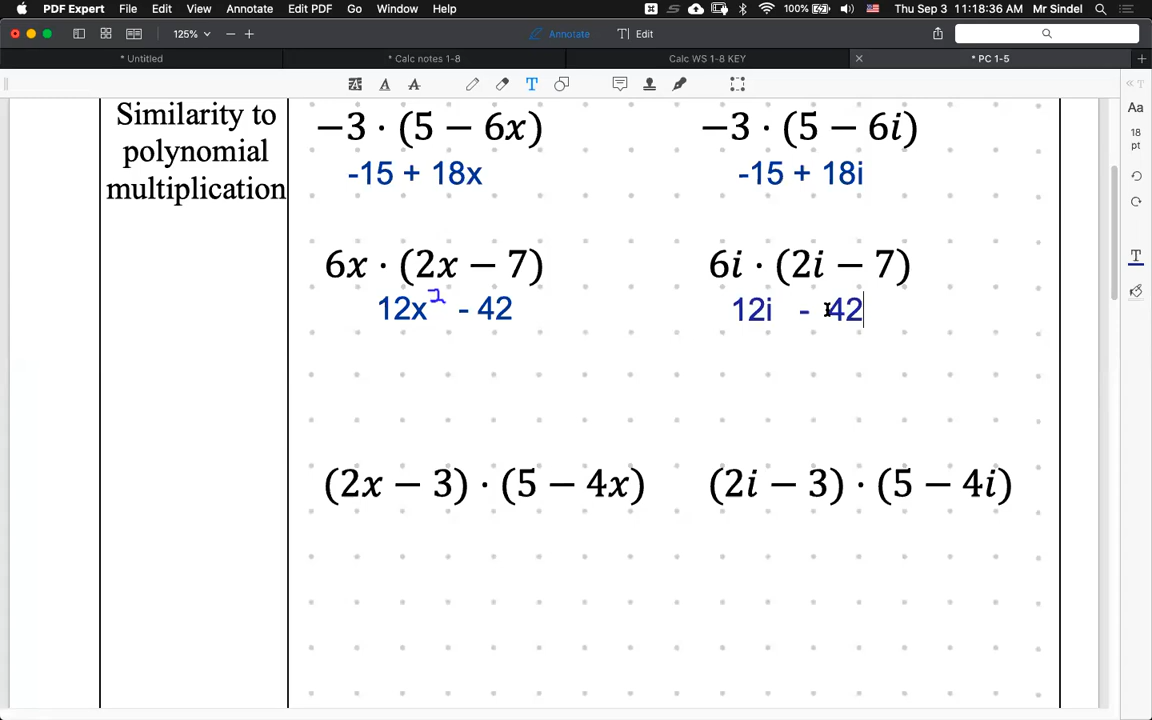 PDF Expert File Edit View Annotate Edit PDF Go Window Help 100% Thu Sep 3 11:18:36 AM Mr Sindel
125% Annotate Edit
* Untitled * Calc notes 1-8 Calc WS 1-8 KEY * PC 1-5
Aa
18
pt
Similarity to
polynomial
multiplication
−3 · (5 − 6x) −3 · (5 − 6i)
-15 + 18x -15 + 18i
6x · (2x − 7) 6i · (2i − 7)
12x² - 42 12i - 42
(2x − 3) · (5 − 4x) (2i − 3) · (5 − 4i)